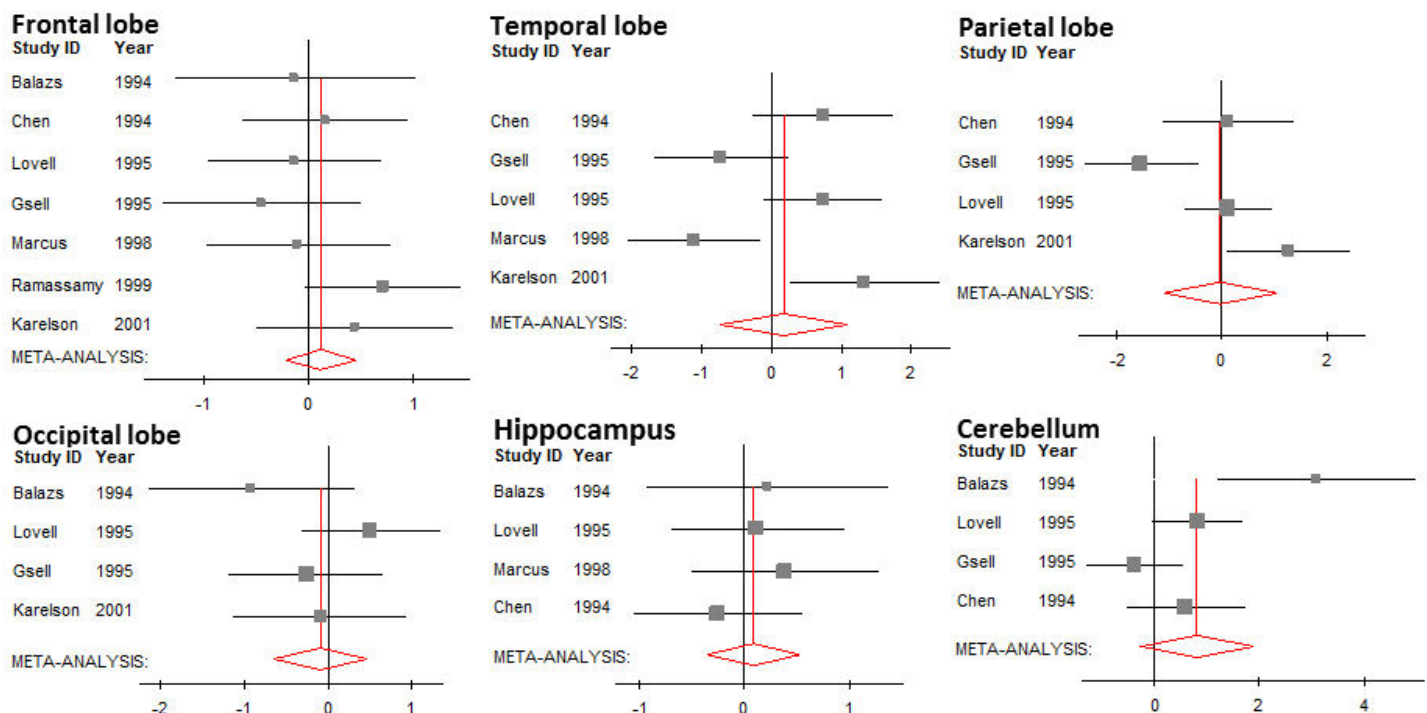 Frontal lobe
Study ID Year
Balazs 1994
Chen 1994
Lovell 1995
Gsell 1995
Marcus 1998
Ramassamy 1999
Karelson 2001
META-ANALYSIS:
-1 0 1
Temporal lobe
Study ID Year
Chen 1994
Gsell 1995
Lovell 1995
Marcus 1998
Karelson 2001
META-ANALYSIS:
-2 -1 0 1 2
Parietal lobe
Study ID Year
Chen 1994
Gsell 1995
Lovell 1995
Karelson 2001
META-ANALYSIS:
-2 0 2
Occipital lobe
Study ID Year
Balazs 1994
Lovell 1995
Gsell 1995
Karelson 2001
META-ANALYSIS:
-2 -1 0 1
Hippocampus
Study ID Year
Balazs 1994
Lovell 1995
Marcus 1998
Chen 1994
META-ANALYSIS:
-1 0 1
Cerebellum
Study ID Year
Balazs 1994
Lovell 1995
Gsell 1995
Chen 1994
META-ANALYSIS:
0 2 4